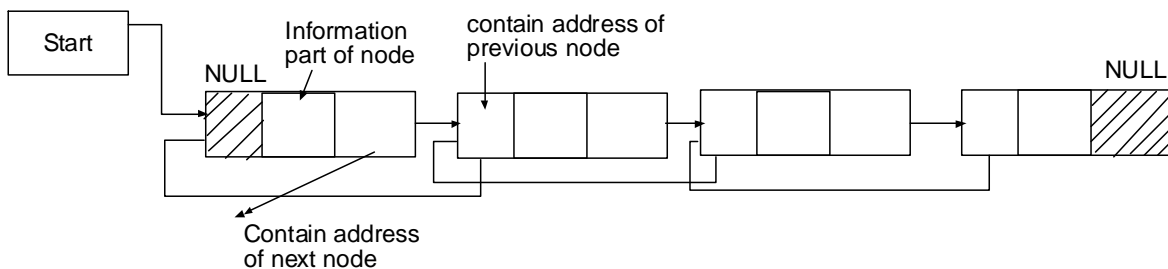 Start
Information
part of node
contain address of
previous node
NULL
NULL
Contain address
of next node